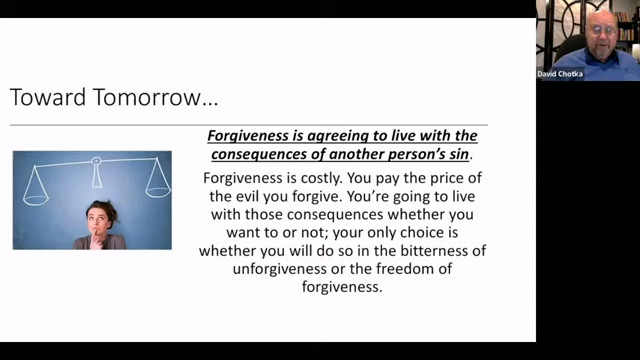 David Chotka
Toward Tomorrow...
Forgiveness is agreeing to live with the
consequences of another person's sin.
Forgiveness is costly. You pay the price of
the evil you forgive. You're going to live
with those consequences whether you
want to or not; your only choice is
whether you will do so in the bitterness of
unforgiveness or the freedom of
forgiveness.